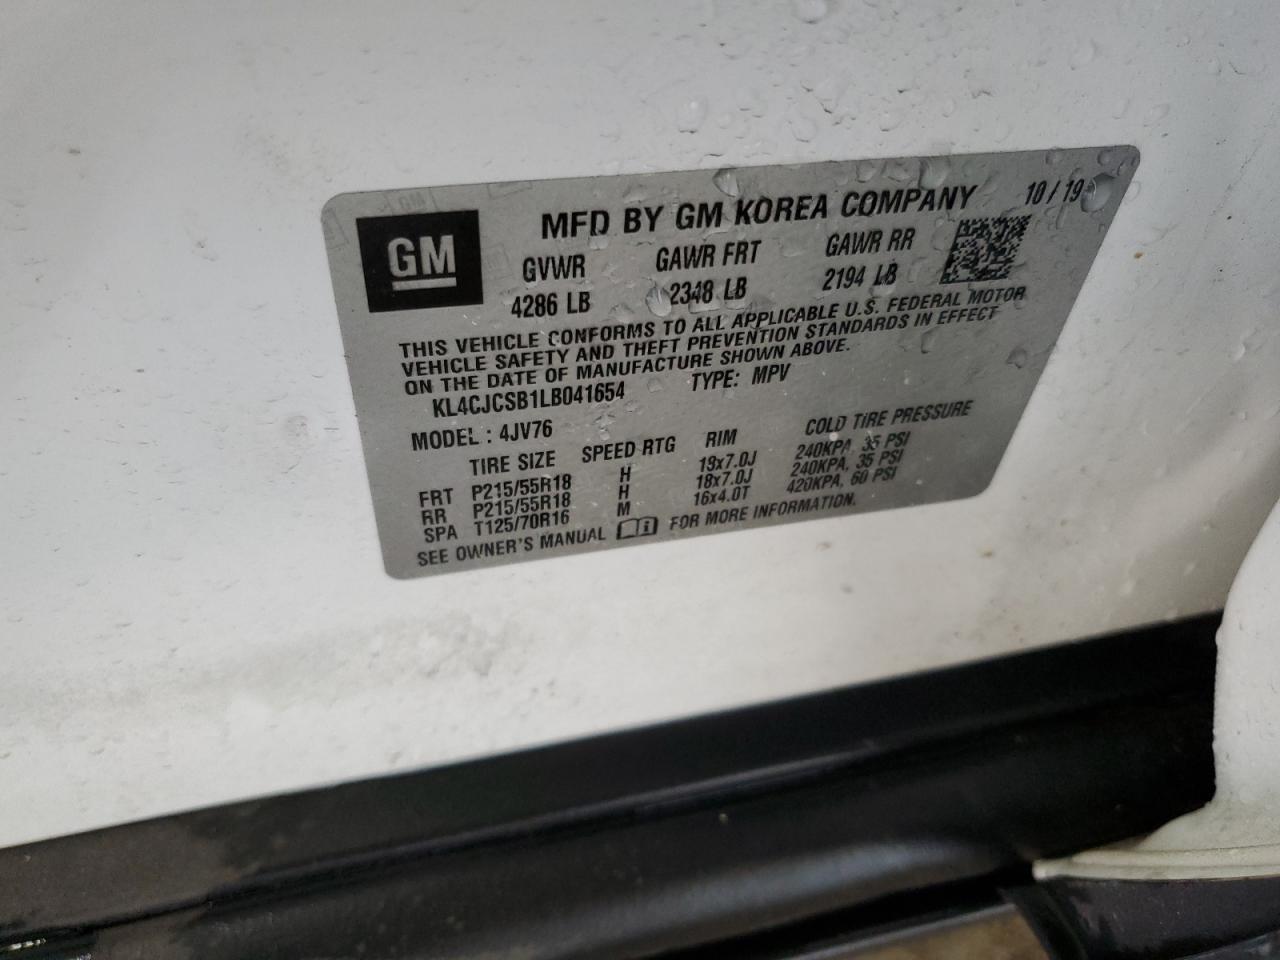 GM
MFD BY GM KOREA COMPANY 10/19
GVWR GAWR FRT GAWR RR
4286 LB 2348 LB 2194 LB
THIS VEHICLE CONFORMS TO ALL APPLICABLE U.S. FEDERAL MOTOR
VEHICLE SAFETY AND THEFT PREVENTION STANDARDS IN EFFECT
ON THE DATE OF MANUFACTURE SHOWN ABOVE.
KL4CJCSB1LB041654 TYPE: MPV
MODEL : 4JV76
TIRE SIZE SPEED RTG RIM COLD TIRE PRESSURE
FRT P215/55R18 H 19x7.0J 240KPA, 35 PSI
RR P215/55R18 H 18x7.0J 240KPA, 35 PSI
SPA T125/70R16 M 16x4.0T 420KPA, 60 PSI
SEE OWNER'S MANUAL FOR MORE INFORMATION.